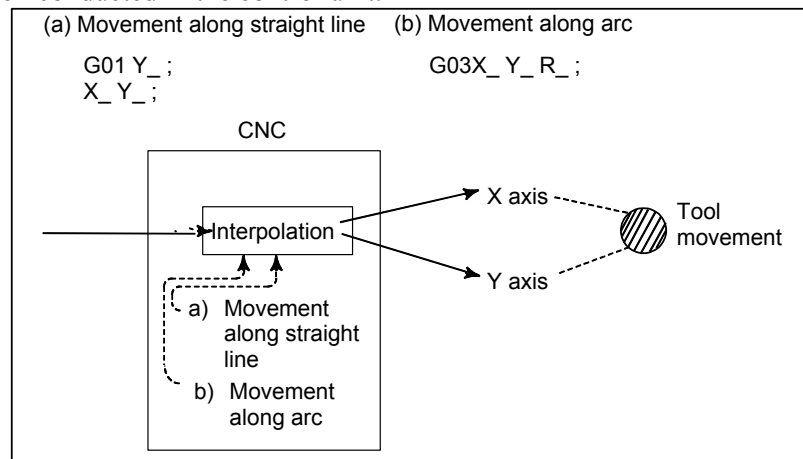 (a) Movement along straight line (b) Movement along arc
G01 Y_ ;
X_ Y_ ;
G03X_ Y_ R_ ;
CNC
Interpolation
X axis
Y axis
Tool
movement
a) Movement
along straight
line
b) Movement
along arc